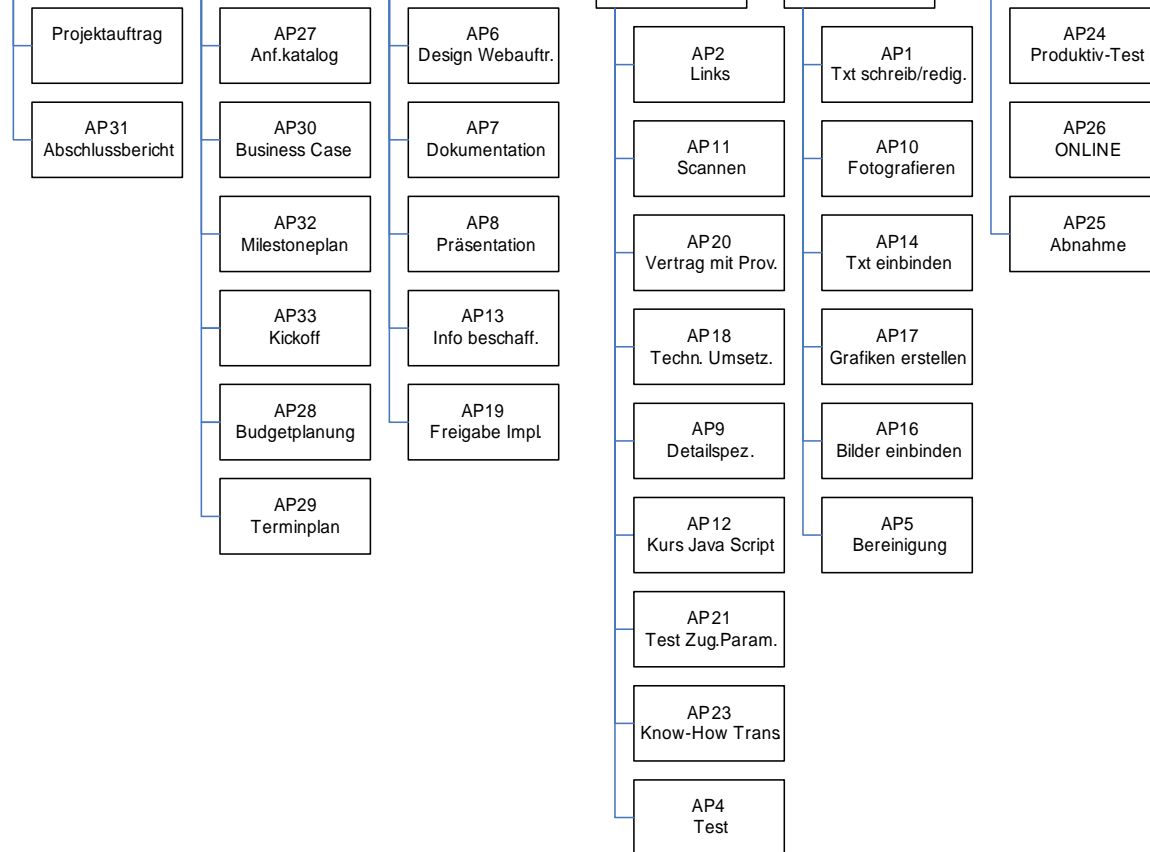 Projektauftrag
AP31
Abschlussbericht
AP27
Anf.katalog
AP30
Business Case
AP32
Milestoneplan
AP33
Kickoff
AP28
Budgetplanung
AP29
Terminplan
AP6
Design Webauftr.
AP7
Dokumentation
AP8
Präsentation
AP13
Info beschaff.
AP19
Freigabe Impl.
AP2
Links
AP11
Scannen
AP20
Vertrag mit Prov.
AP18
Techn. Umsetz.
AP9
Detailspez.
AP12
Kurs Java Script
AP21
Test Zug.Param.
AP23
Know-How Trans
AP4
Test
AP1
Txt schreib/redig.
AP10
Fotografieren
AP14
Txt einbinden
AP17
Grafiken erstellen
AP16
Bilder einbinden
AP5
Bereinigung
AP24
Produktiv-Test
AP26
ONLINE
AP25
Abnahme